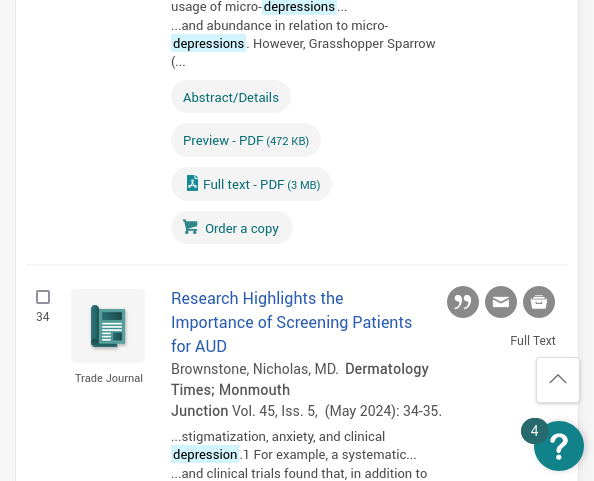 usage of micro-depressions...
...and abundance in relation to micro-
depressions. However, Grasshopper Sparrow
(...
Abstract/Details
Preview - PDF (472 KB)
Full text - PDF (3 MB)
Order a copy
34
Trade Journal
Research Highlights the
Importance of Screening Patients
for AUD
Brownstone, Nicholas, MD. Dermatology
Times; Monmouth
Junction Vol. 45, Iss. 5, (May 2024): 34-35.
Full Text
...stigmatization, anxiety, and clinical
depression.1 For example, a systematic...
...and clinical trials found that, in addition to
4
?